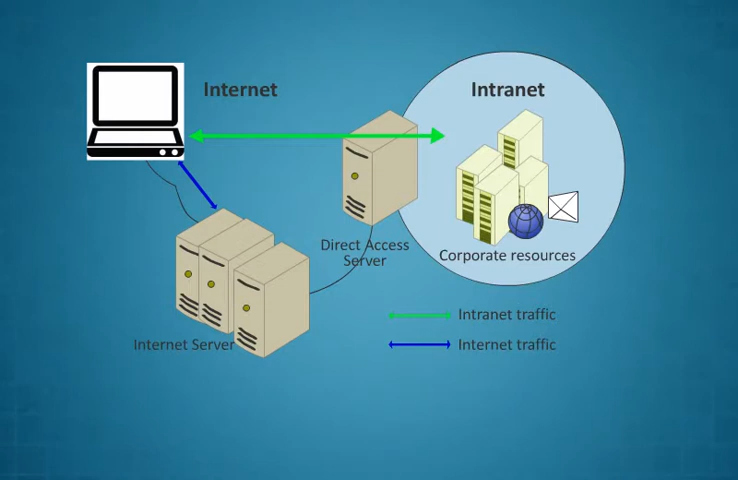 Internet
Intranet
Direct Access
Server
Corporate resources
Internet Server
Intranet traffic
Internet traffic